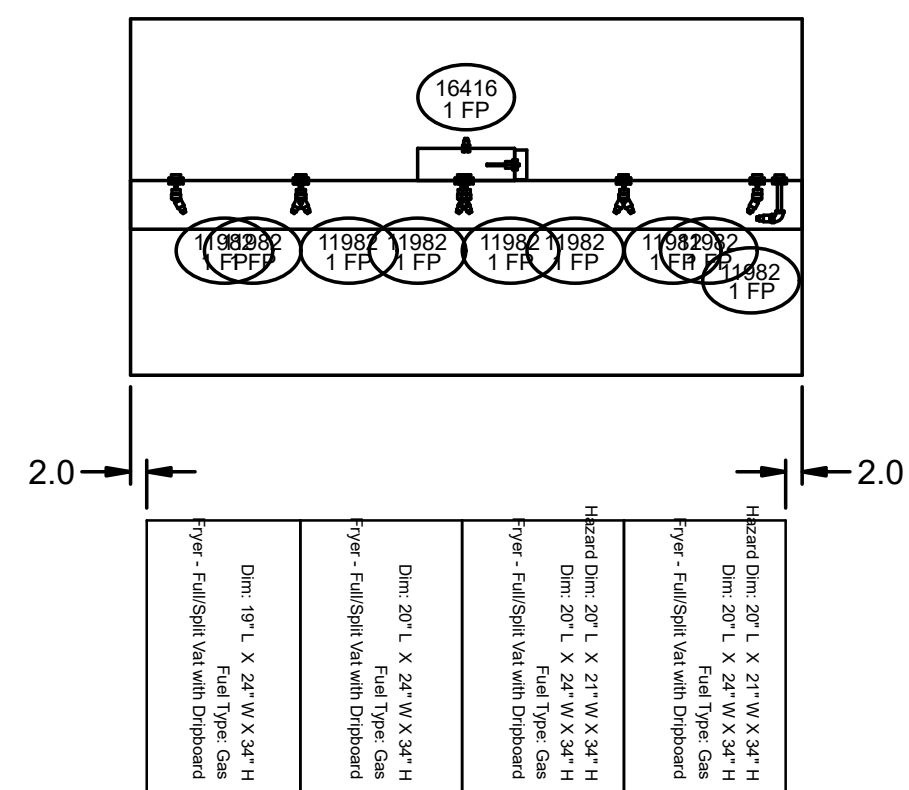 16416
1 FP
11982
1 FP
11982
1 FP
11982
1 FP
11982
1 FP
11982
1 FP
11982
1 FP
11982
1 FP
11982
1 FP
11982
1 FP
2.0
2.0
Dim: 19" L X 24" W X 34" H
Fuel Type: Gas
Fryer - Full/Split Vat with Dripboard
Dim: 20" L X 24" W X 34" H
Fuel Type: Gas
Fryer - Full/Split Vat with Dripboard
Hazard Dim: 20" L X 21" W X 34" H
Dim: 20" L X 24" W X 34" H
Fuel Type: Gas
Fryer - Full/Split Vat with Dripboard
Hazard Dim: 20" L X 21" W X 34" H
Dim: 20" L X 24" W X 34" H
Fuel Type: Gas
Fryer - Full/Split Vat with Dripboard